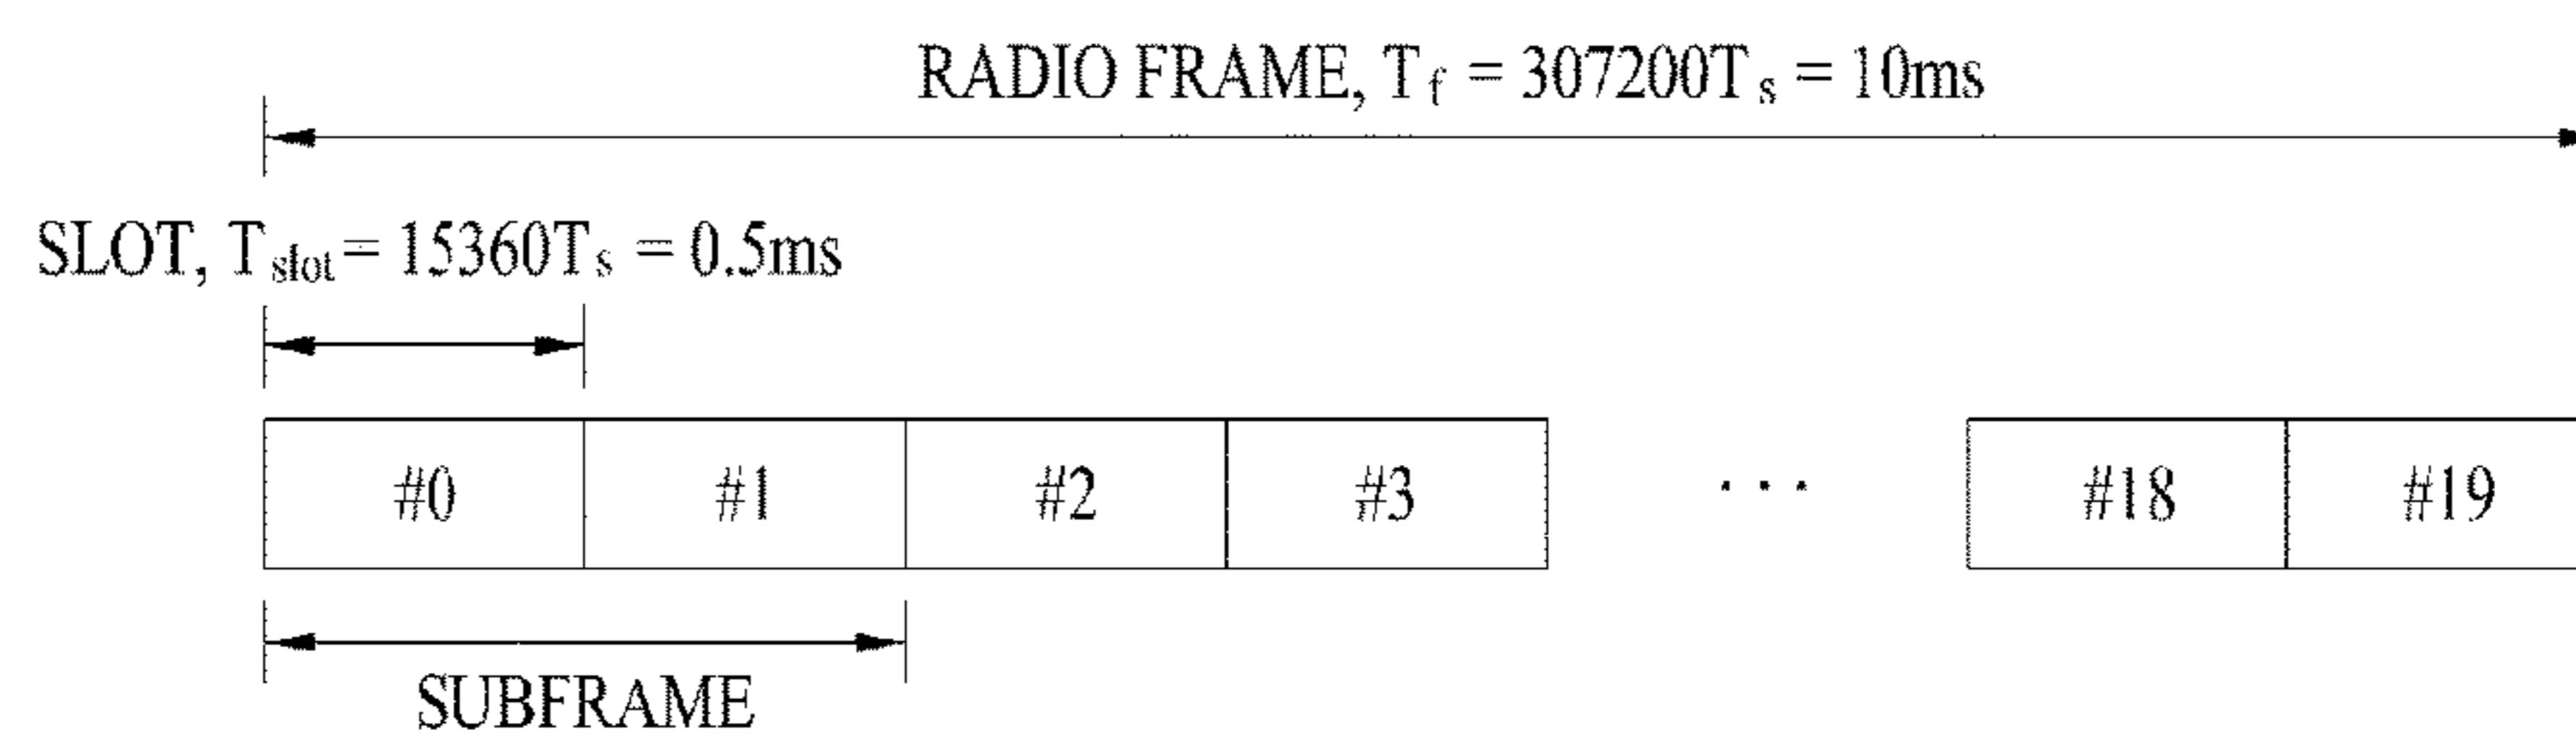 RADIO FRAME, Tf = 307200Ts = 10ms
SLOT, Tslot = 15360Ts = 0.5ms
#0 #1 #2 #3 ... #18 #19
SUBFRAME